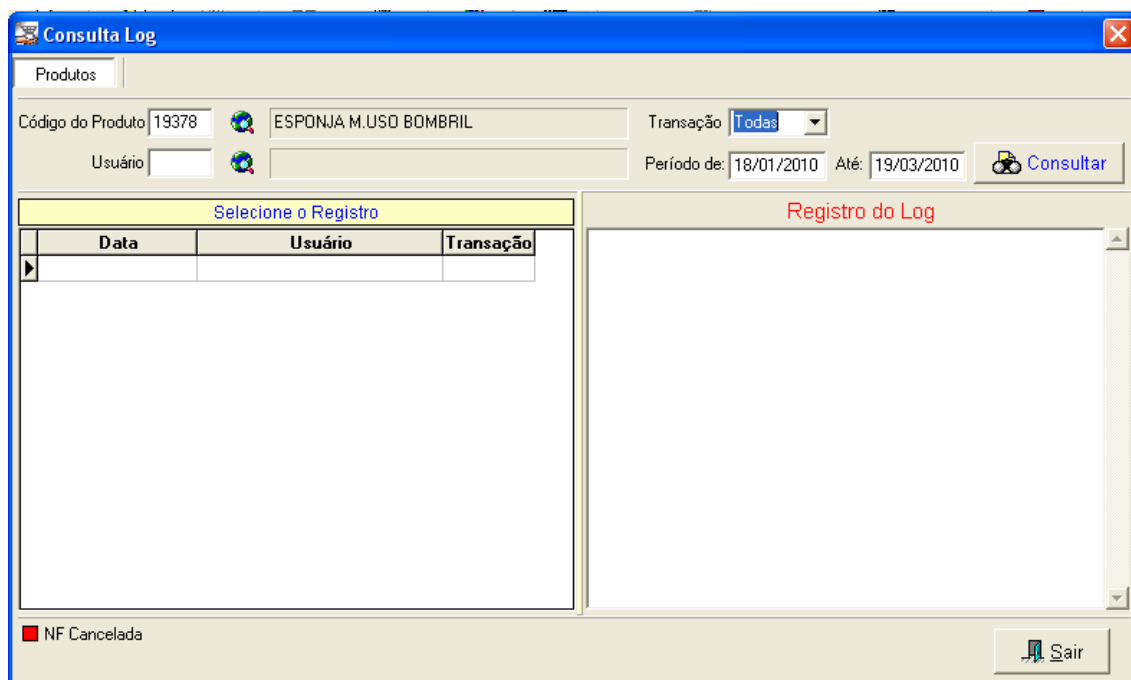 Consulta Log
Produtos
Código do Produto 19378 ESPONJA M.USO BOMBRIL Transação Todas
Usuário Período de: 18/01/2010 Até: 19/03/2010 Consultar
Selecione o Registro Registro do Log
Data Usuário Transação
NF Cancelada
Sair